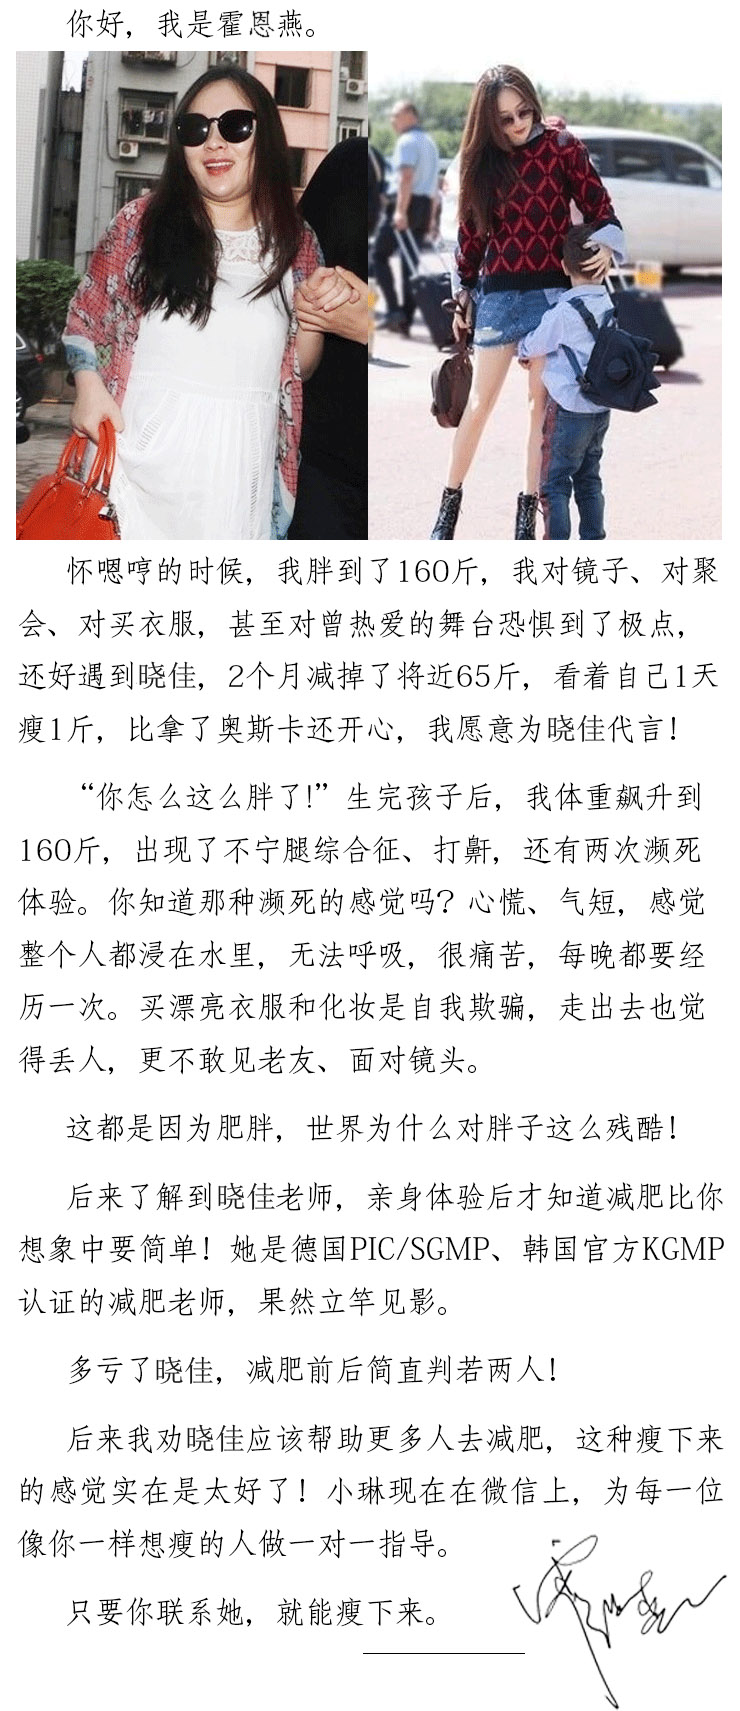 你好，我是霍恩燕。
怀嗯哼的时候，我胖到了160斤，我对镜子、对聚
会、对买衣服，甚至对曾热爱的舞台恐惧到了极点，
还好遇到晓佳，2个月减掉了将近65斤，看着自己1天
瘦1斤，比拿了奥斯卡还开心，我愿意为晓佳代言！
“你怎么这么胖了!”生完孩子后，我体重飙升到
160斤，出现了不宁腿综合征、打鼾，还有两次濒死
体验。你知道那种濒死的感觉吗？心慌、气短，感觉
整个人都浸在水里，无法呼吸，很痛苦，每晚都要经
历一次。买漂亮衣服和化妆是自我欺骗，走出去也觉
得丢人，更不敢见老友、面对镜头。
这都是因为肥胖，世界为什么对胖子这么残酷！
后来了解到晓佳老师，亲身体验后才知道减肥比你
想象中要简单！她是德国PIC/SGMP、韩国官方KGMP
认证的减肥老师，果然立竿见影。
多亏了晓佳，减肥前后简直判若两人！
后来我劝晓佳应该帮助更多人去减肥，这种瘦下来
的感觉实在是太好了！小琳现在在微信上，为每一位
像你一样想瘦的人做一对一指导。
只要你联系她，就能瘦下来。